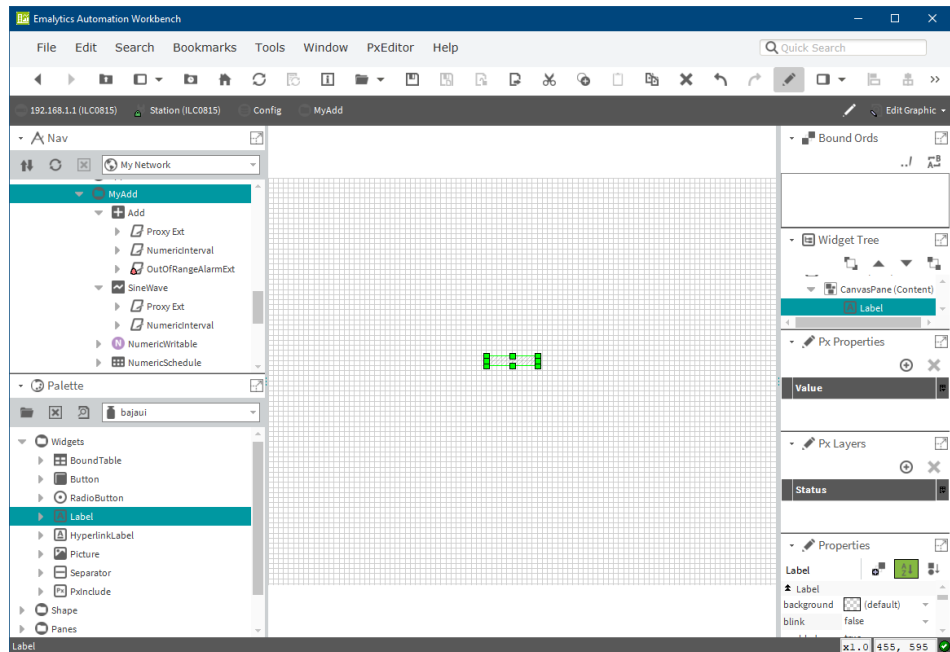 Emalytics Automation Workbench
File Edit Search Bookmarks Tools Window PxEditor Help
Quick Search
192.168.1.1 (ILC0815) Station (ILC0815) Config MyAdd Edit Graphic
Nav
My Network
MyAdd
Add
Proxy Ext
NumericInterval
OutOfRangeAlarmExt
SineWave
Proxy Ext
NumericInterval
N NumericWritable
NumericSchedule
Palette
bajaui
Widgets
BoundTable
Button
RadioButton
A Label
A HyperlinkLabel
Picture
Separator
Px PxInclude
Shape
Panes
Bound Ords
Widget Tree
CanvasPane (Content)
A Label
Px Properties
Value
Px Layers
Status
Properties
Label
Label
background (default)
blink false
Label
x1.0 455, 595